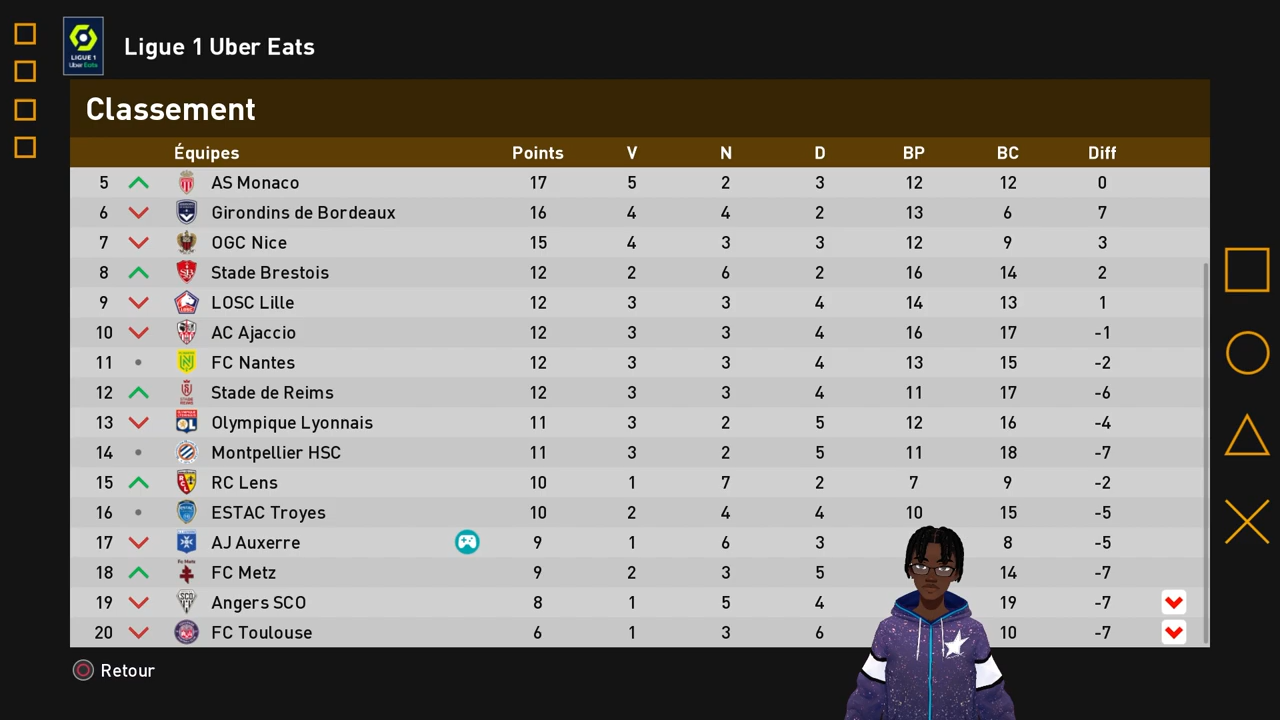 LIGUE 1
Uber Eats
Ligue 1 Uber Eats
Classement
Équipes Points V N D BP BC Diff
5 AS Monaco 17 5 2 3 12 12 0
6 Girondins de Bordeaux 16 4 4 2 13 6 7
7 OGC Nice 15 4 3 3 12 9 3
8 Stade Brestois 12 2 6 2 16 14 2
9 LOSC Lille 12 3 3 4 14 13 1
10 AC Ajaccio 12 3 3 4 16 17 -1
11 FC Nantes 12 3 3 4 13 15 -2
12 Stade de Reims 12 3 3 4 11 17 -6
13 Olympique Lyonnais 11 3 2 5 12 16 -4
14 Montpellier HSC 11 3 2 5 11 18 -7
15 RC Lens 10 1 7 2 7 9 -2
16 ESTAC Troyes 10 2 4 4 10 15 -5
17 AJ Auxerre 9 1 6 3 8 -5
18 FC Metz 9 2 3 5 14 -7
19 Angers SCO 8 1 5 4 19 -7
20 FC Toulouse 6 1 3 6 10 -7
Retour